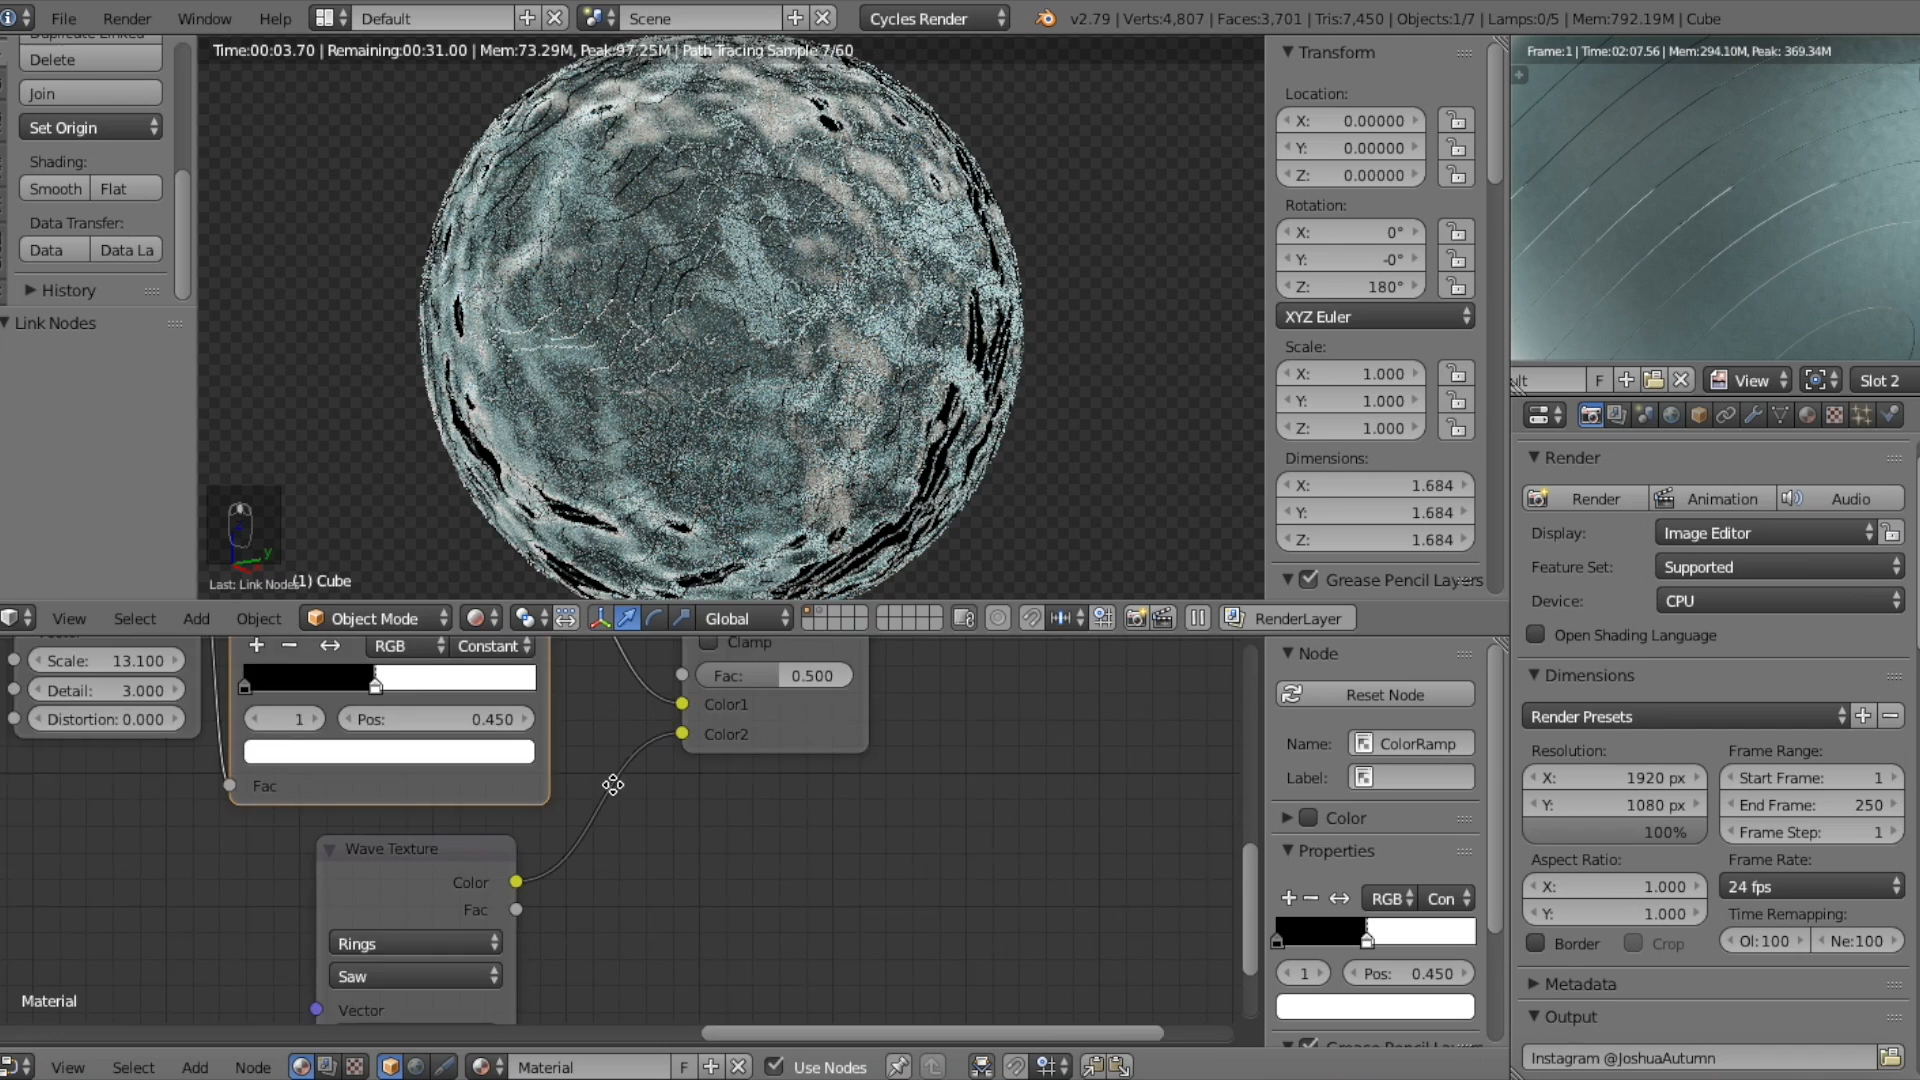 File Render Window Help Default Scene Cycles Render v2.79 | Verts:4,807 | Faces:3,701 | Tris:7,450 | Objects:1/7 | Lamps:0/5 | Mem:792.19M | Cube
Delete
Join
Set Origin
Shading:
Smooth Flat
Data Transfer:
Data Data La
History
Link Nodes
Time:00:03.70 | Remaining:00:31.00 | Mem:73.29M, Peak:97.25M | Path Tracing Sample 7/60
Last: Link Nodes
(1) Cube
Transform
Location:
X: 0.00000
Y: 0.00000
Z: 0.00000
Rotation:
X: 0°
Y: -0°
Z: 180°
XYZ Euler
Scale:
X: 1.000
Y: 1.000
Z: 1.000
Dimensions:
X: 1.684
Y: 1.684
Z: 1.684
Grease Pencil Layers
Frame:1 | Time:02:07.56 | Mem:294.10M, Peak: 369.34M
ult F View Slot 2
Render
Render Animation Audio
Display: Image Editor
Feature Set: Supported
Device: CPU
Open Shading Language
Dimensions
Render Presets
Resolution: Frame Range:
X: 1920 px Start Frame: 1
Y: 1080 px End Frame: 250
100% Frame Step: 1
Aspect Ratio: Frame Rate:
X: 1.000 24 fps
Y: 1.000 Time Remapping:
Border Crop Ol:100 Ne:100
Metadata
Output
Instagram @JoshuaAutumn
View Select Add Object Object Mode Global RenderLayer
Scale: 13.100
Detail: 3.000
Distortion: 0.000
RGB Constant
1 Pos: 0.450
Fac
Clamp
Fac: 0.500
Color1
Color2
Wave Texture
Color
Fac
Rings
Saw
Vector
Material
Node
Reset Node
Name: ColorRamp
Label:
Color
Properties
RGB Con
1 Pos: 0.450
View Select Add Node Material F Use Nodes